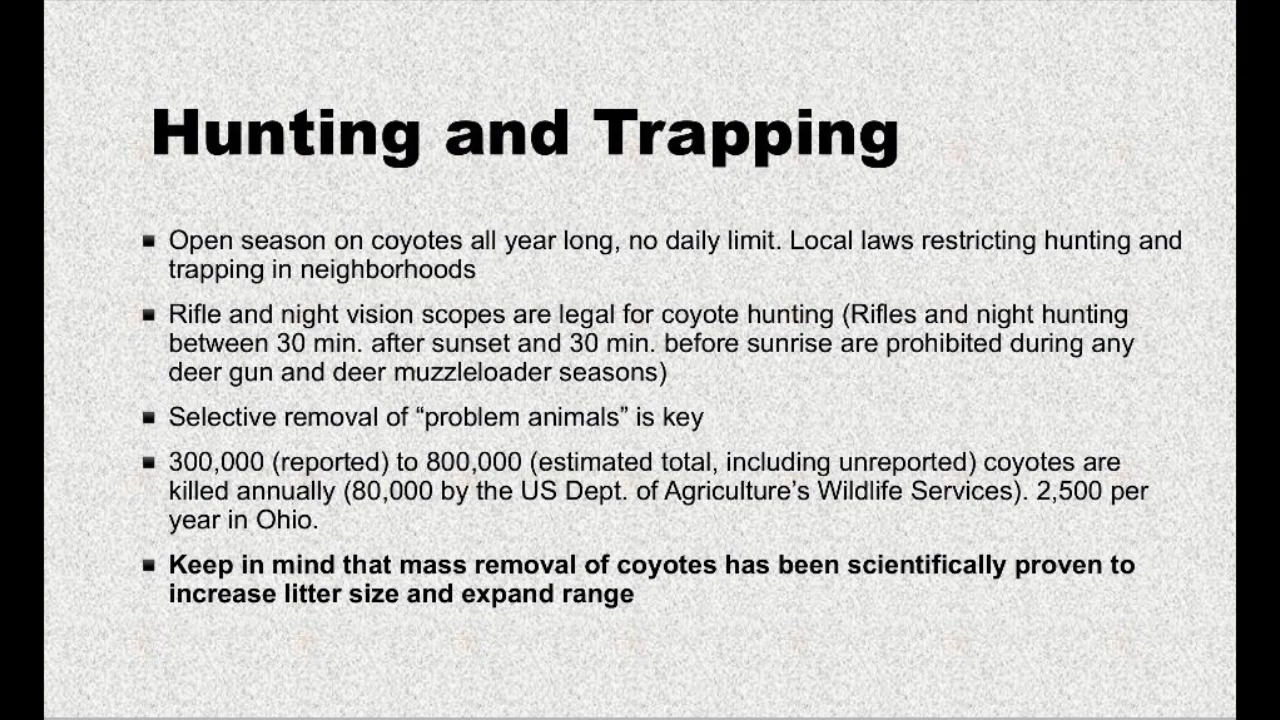 Hunting and Trapping
▪ Open season on coyotes all year long, no daily limit. Local laws restricting hunting and
trapping in neighborhoods
▪ Rifle and night vision scopes are legal for coyote hunting (Rifles and night hunting
between 30 min. after sunset and 30 min. before sunrise are prohibited during any
deer gun and deer muzzleloader seasons)
▪ Selective removal of “problem animals” is key
▪ 300,000 (reported) to 800,000 (estimated total, including unreported) coyotes are
killed annually (80,000 by the US Dept. of Agriculture’s Wildlife Services). 2,500 per
year in Ohio.
▪ Keep in mind that mass removal of coyotes has been scientifically proven to
increase litter size and expand range